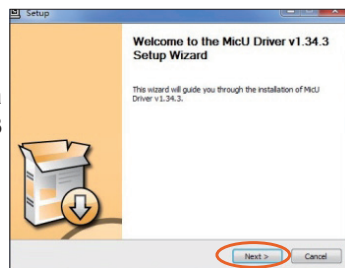 Setup
Welcome to the MicU Driver v1.34.3
Setup Wizard
This wizard will guide you through the installation of MicU
Driver v1.34.3.
Next >
Cancel